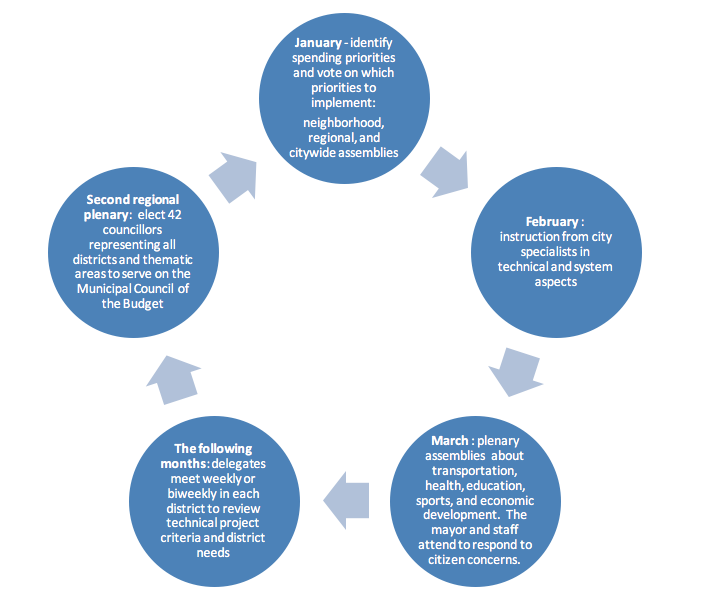 January - identify
spending priorities
and vote on which
priorities to
implement:
neighborhood,
regional, and
citywide assemblies
February :
instruction from city
specialists in
technical and system
aspects
March : plenary
assemblies about
transportation,
health, education,
sports, and economic
development. The
mayor and staff
attend to respond to
citizen concerns.
The following
months: delegates
meet weekly or
biweekly in each
district to review
technical project
criteria and district
needs
Second regional
plenary: elect 42
councillors
representing all
districts and thematic
areas to serve on the
Municipal Council of
the Budget